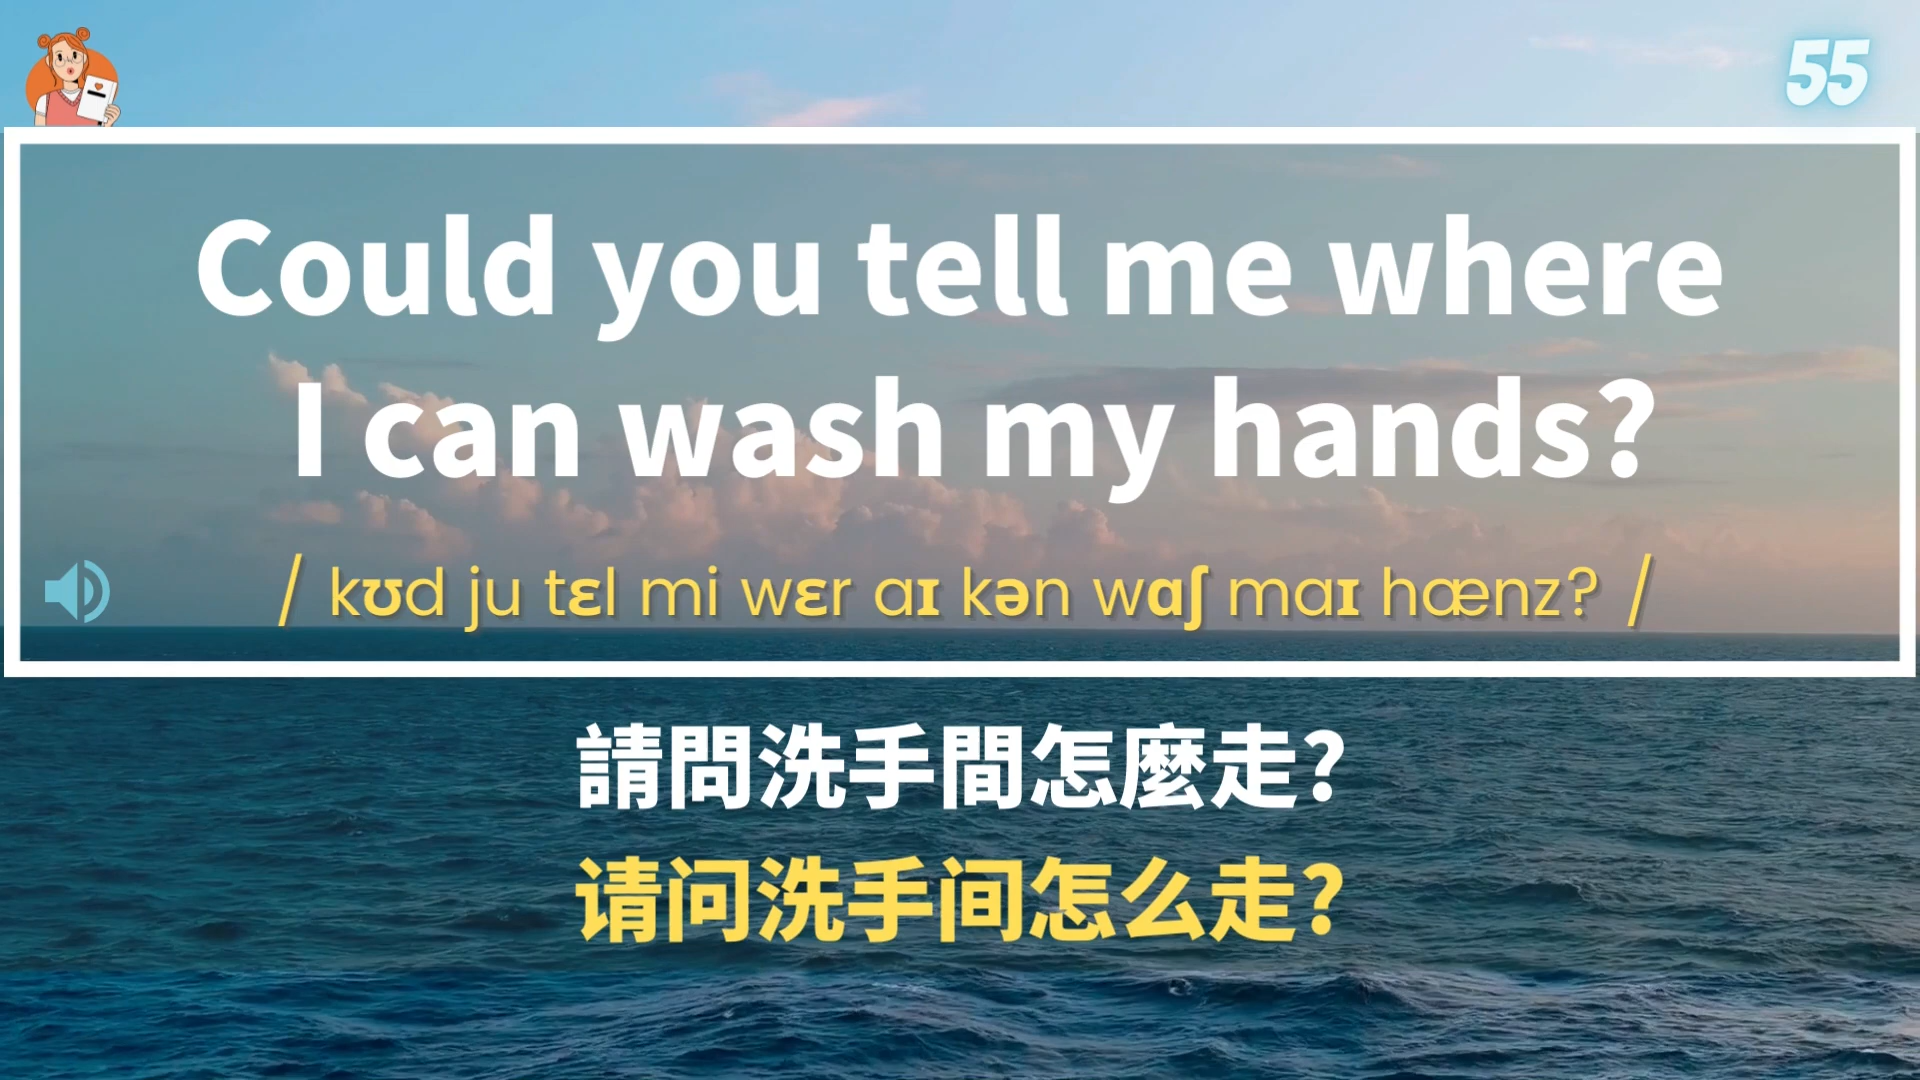 55
Could you tell me where
I can wash my hands?
/ kʊd ju tɛl mi wɛr aɪ kən wɑʃ maɪ hænz? /
請問洗手間怎麼走?
请问洗手间怎么走?